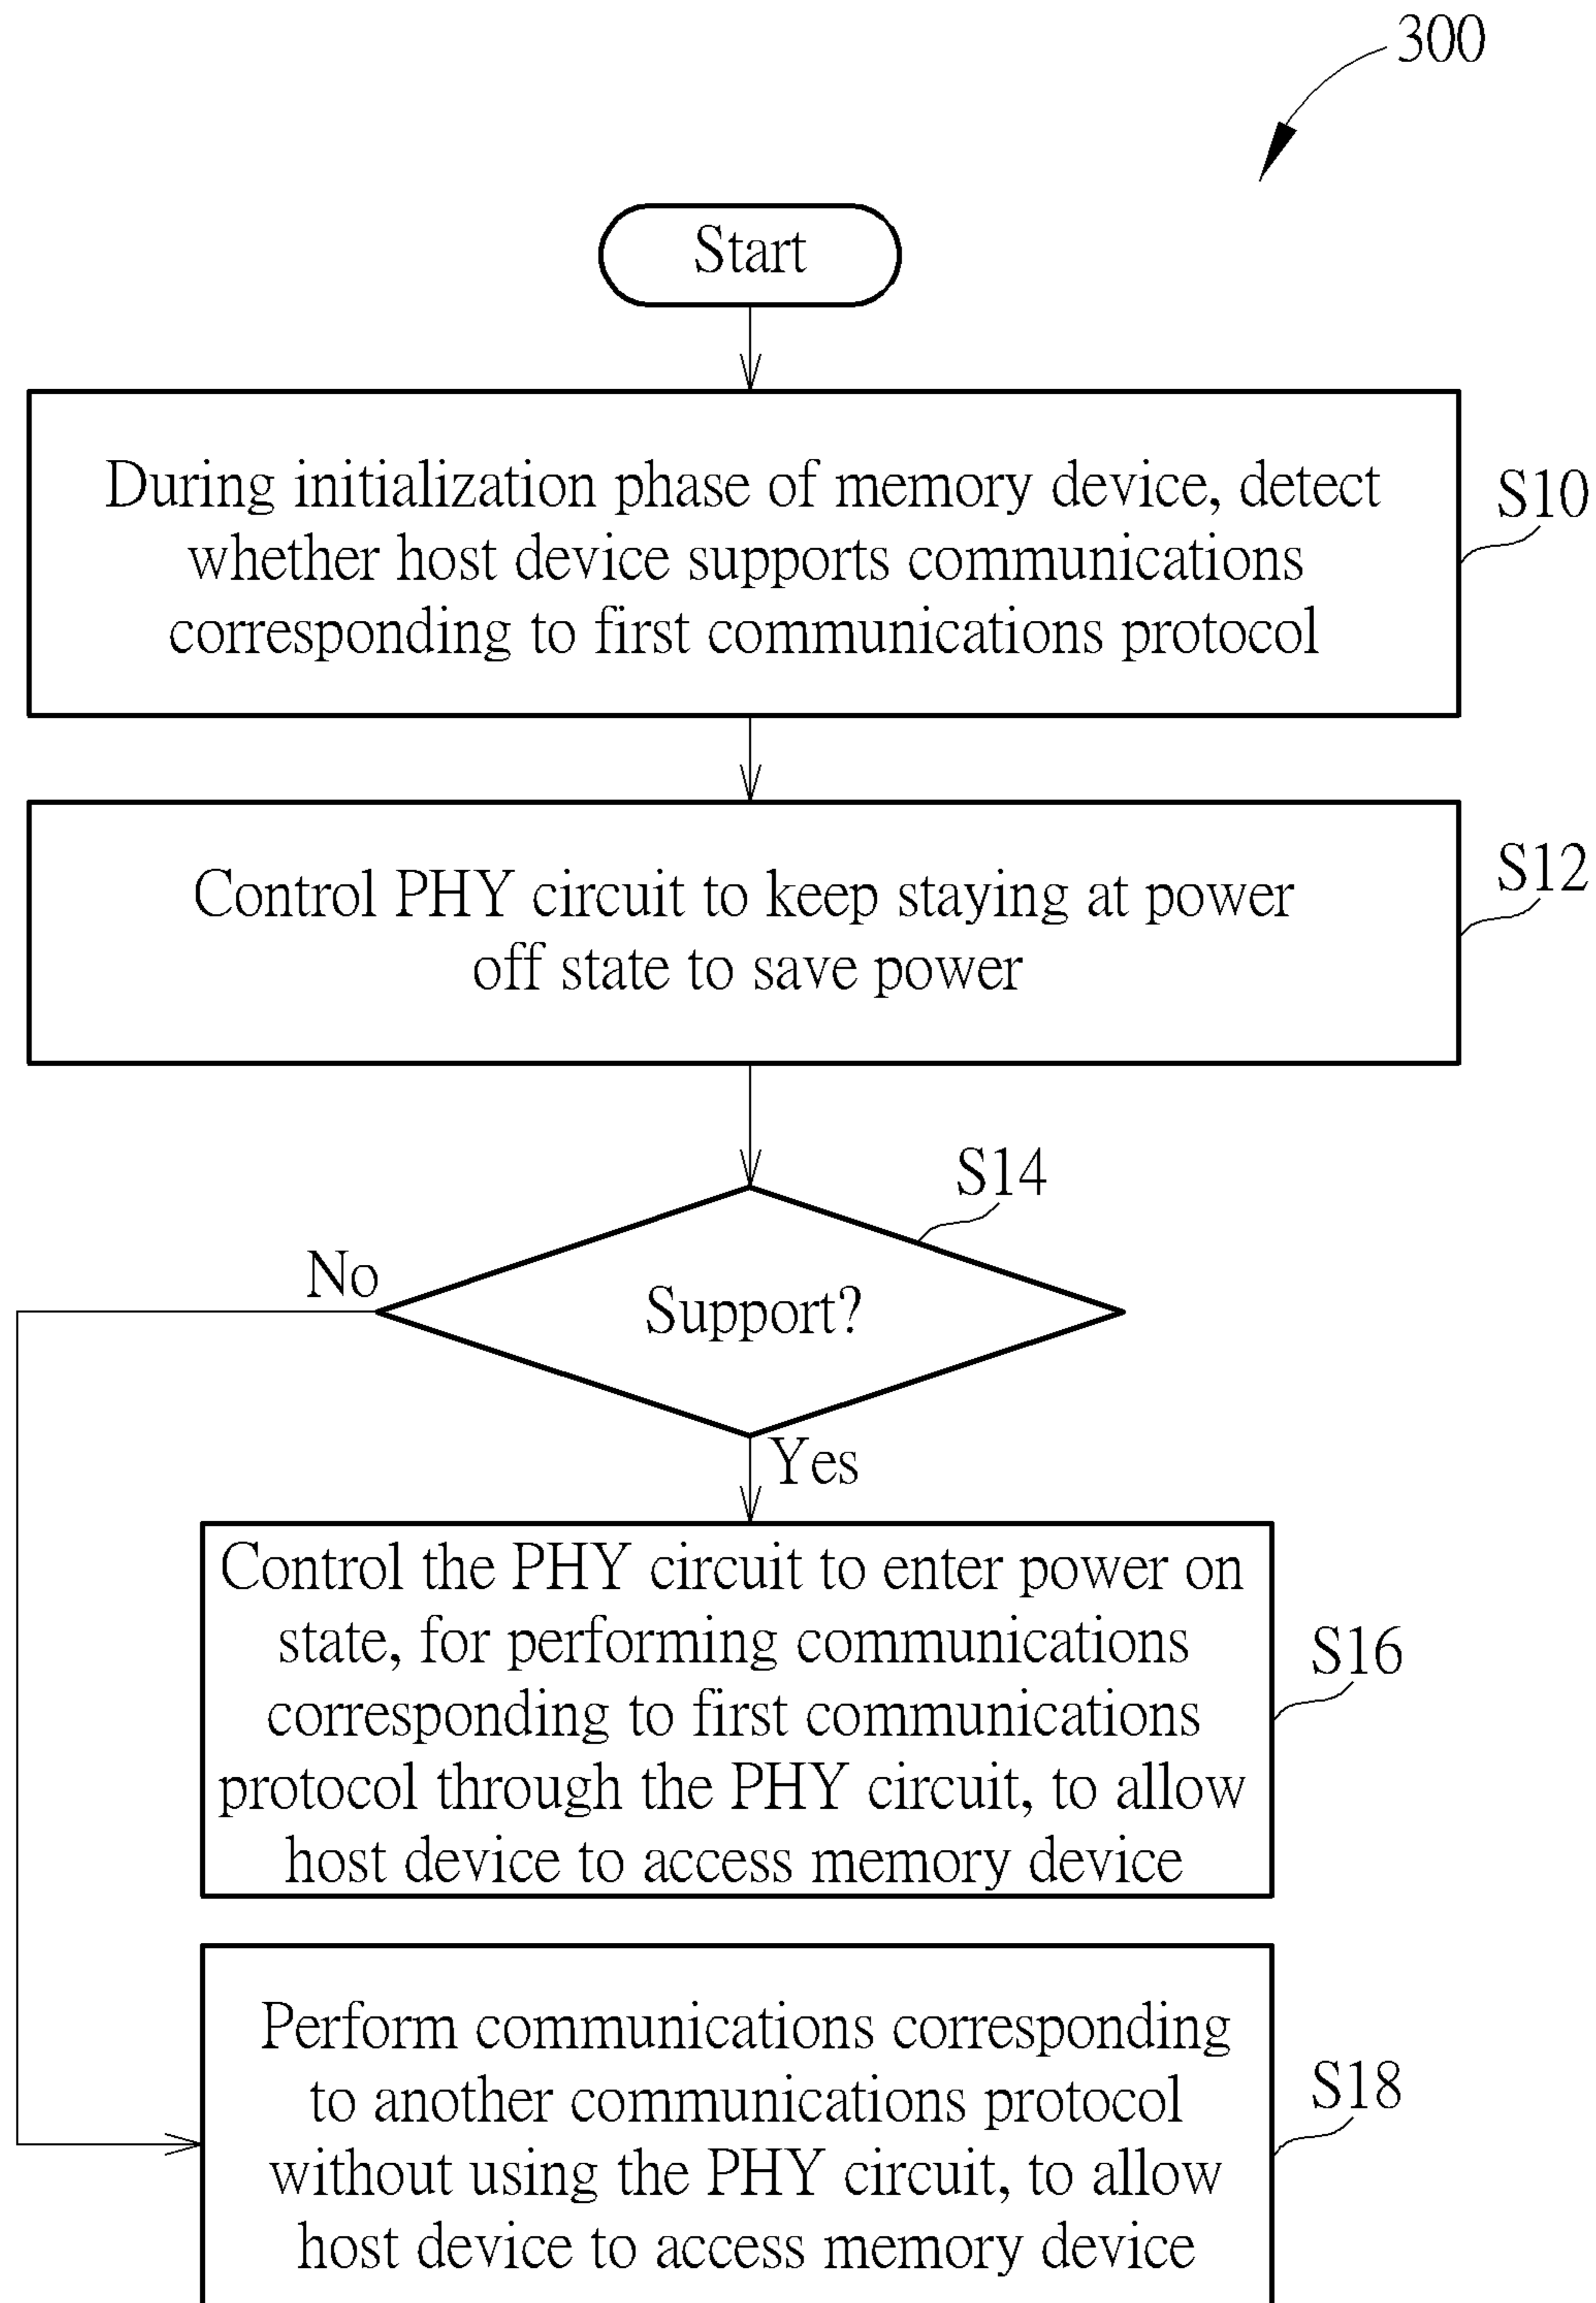 300
Start
During initialization phase of memory device, detect
whether host device supports communications
corresponding to first communications protocol
S10
Control PHY circuit to keep staying at power
off state to save power
S12
S14
No
Support?
Yes
Control the PHY circuit to enter power on
state, for performing communications
corresponding to first communications
protocol through the PHY circuit, to allow
host device to access memory device
S16
Perform communications corresponding
to another communications protocol
without using the PHY circuit, to allow
host device to access memory device
S18